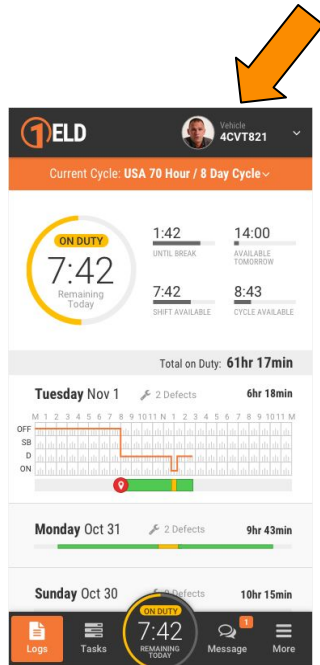 1 ELD
Vehicle
4CVT821
Current Cycle: USA 70 Hour / 8 Day Cycle
ON DUTY
7:42
Remaining
Today
1:42
UNTIL BREAK
14:00
AVAILABLE
TOMORROW
7:42
SHIFT AVAILABLE
8:43
CYCLE AVAILABLE
Total on Duty: 61hr 17min
Tuesday Nov 1 2 Defects 6hr 18min
M 1 2 3 4 5 6 7 8 9 10 11 N 1 2 3 4 5 6 7 8 9 10 11 M
OFF
SB
D
ON
Monday Oct 31 2 Defects 9hr 43min
Sunday Oct 30 Defects 10hr 15min
ON DUTY
7:42
REMAINING
TODAY
Logs
Tasks
1
Message
More